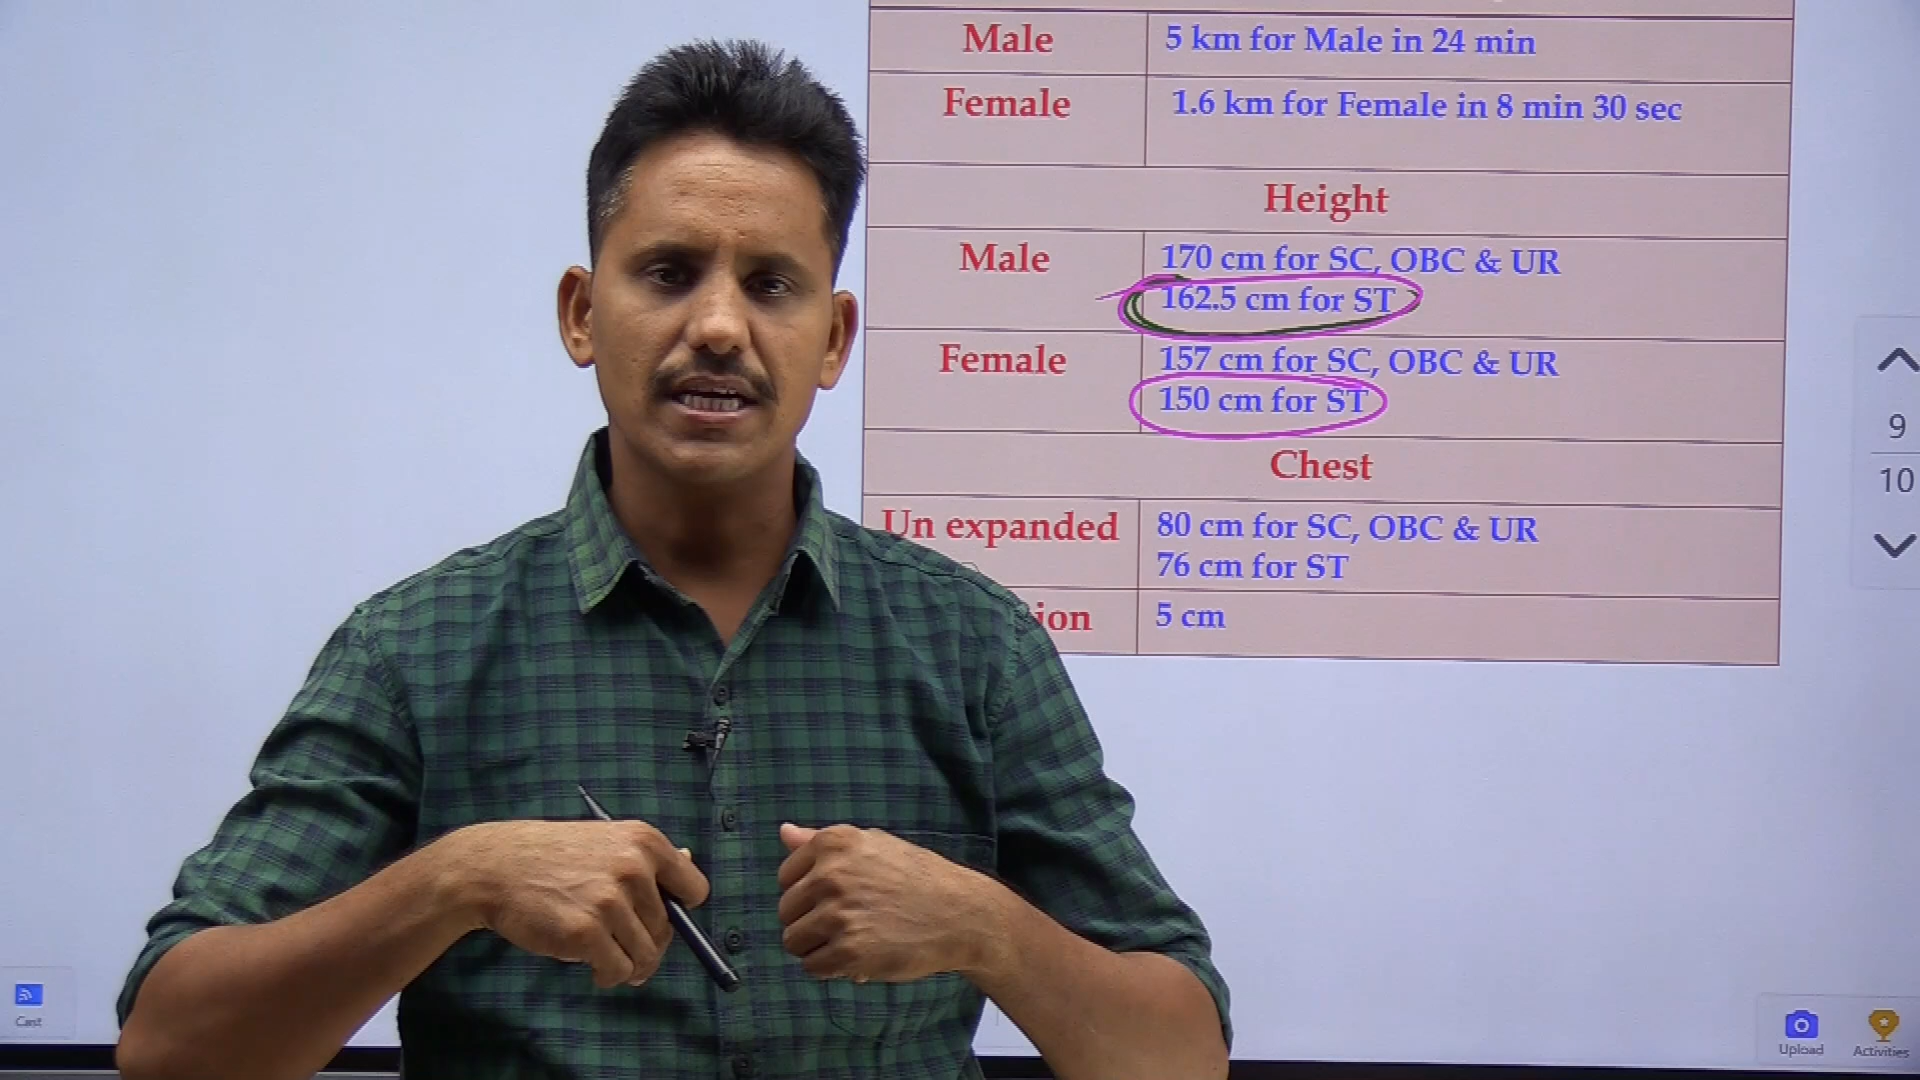 Male
5 km for Male in 24 min
Female
1.6 km for Female in 8 min 30 sec
Height
Male
170 cm for SC, OBC & UR
162.5 cm for ST
Female
157 cm for SC, OBC & UR
150 cm for ST
Chest
Un expanded
80 cm for SC, OBC & UR
76 cm for ST
5 cm
9
10
Cast
Upload
Activities